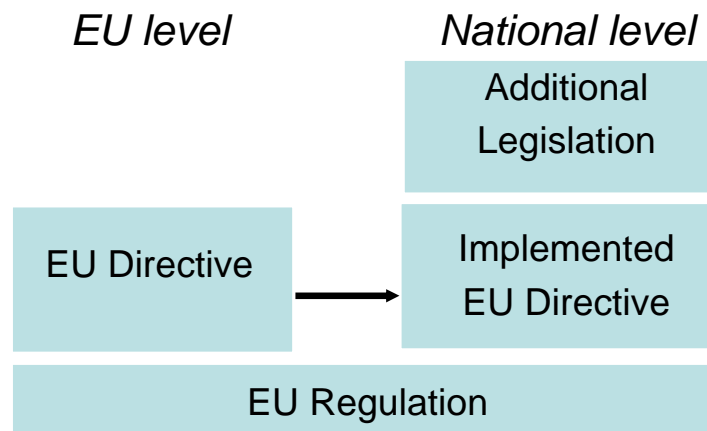 EU level
National level
Additional
Legislation
EU Directive
Implemented
EU Directive
EU Regulation